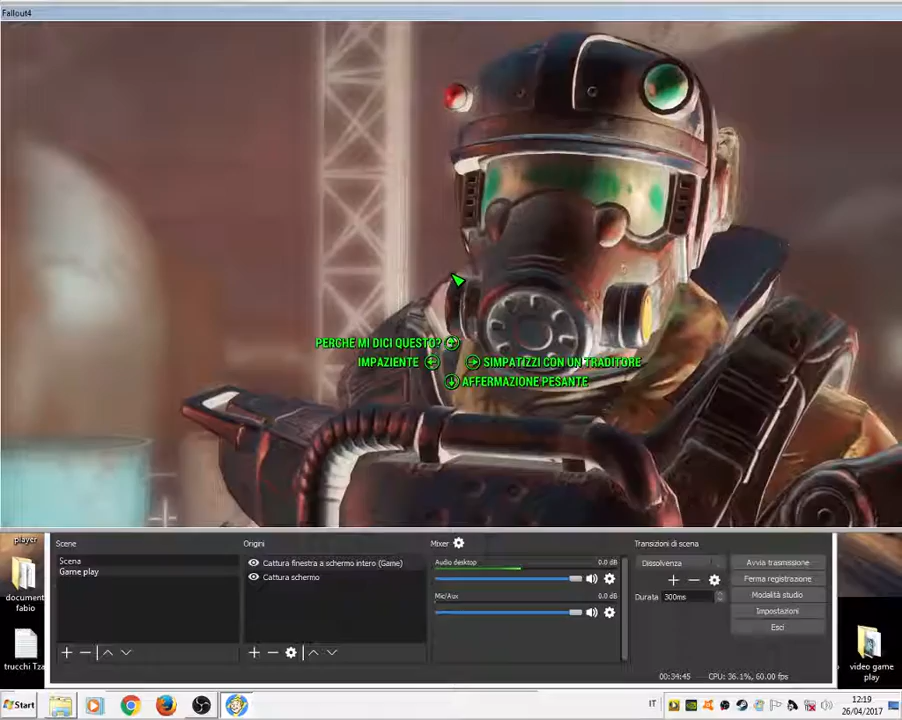 Fallout4
PERCHE MI DICI QUESTO?
IMPAZIENTE
SIMPATIZZI CON UN TRADITORE
AFFERMAZIONE PESANTE
player
document
fabio
trucchi Tza
Scene
Scena
Game play
Origini
Cattura finestra a schermo intero (Game)
Cattura schermo
Mixer
Audio desktop 0.0 dB
Mic/Aux 0.0 dB
Transizioni di scena
Dissolvenza
Durata 300ms
Avvia trasmissione
Ferma registrazione
Modalità studio
Impostazioni
Esci
00:34:45 CPU: 36.1%, 60.00 fps
video game
play
Start
IT
12:19
26/04/2017